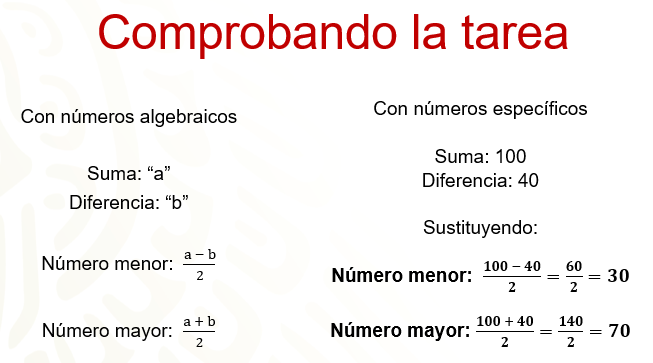 Comprobando la tarea
Con números algebraicos
Suma: “a”
Diferencia: “b”
Número menor: \frac{a − b}{2}
Número mayor: \frac{a + b}{2}
Con números específicos
Suma: 100
Diferencia: 40
Sustituyendo:
Número menor: \frac{100 − 40}{2} = \frac{60}{2} = 30
Número mayor: \frac{100 + 40}{2} = \frac{140}{2} = 70